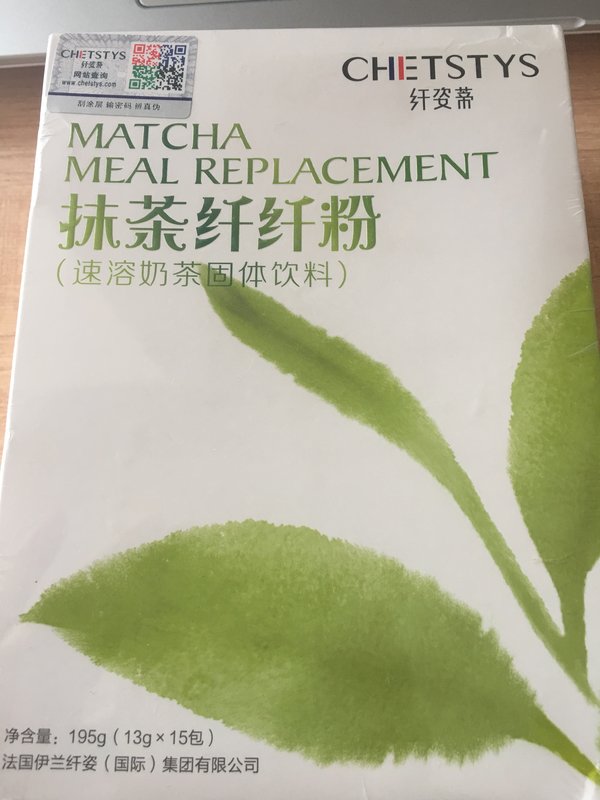 CHETSTYS
纤姿蒂
网站查询
www.chetstys.com
刮涂层 输密码 辨真伪
CHETSTYS
纤姿蒂
MATCHA
MEAL REPLACEMENT
抹茶纤纤粉
（速溶奶茶固体饮料）
净含量：195g（13g×15包）
法国伊兰纤姿（国际）集团有限公司